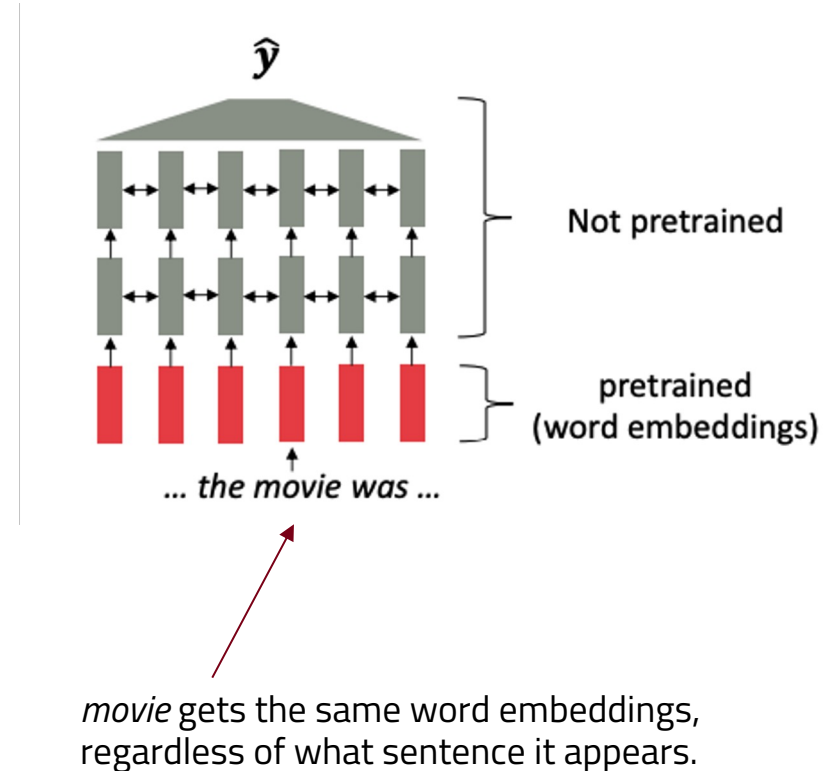 ŷ
Not pretrained
pretrained
(word embeddings)
... the movie was ...
movie gets the same word embeddings,
regardless of what sentence it appears.